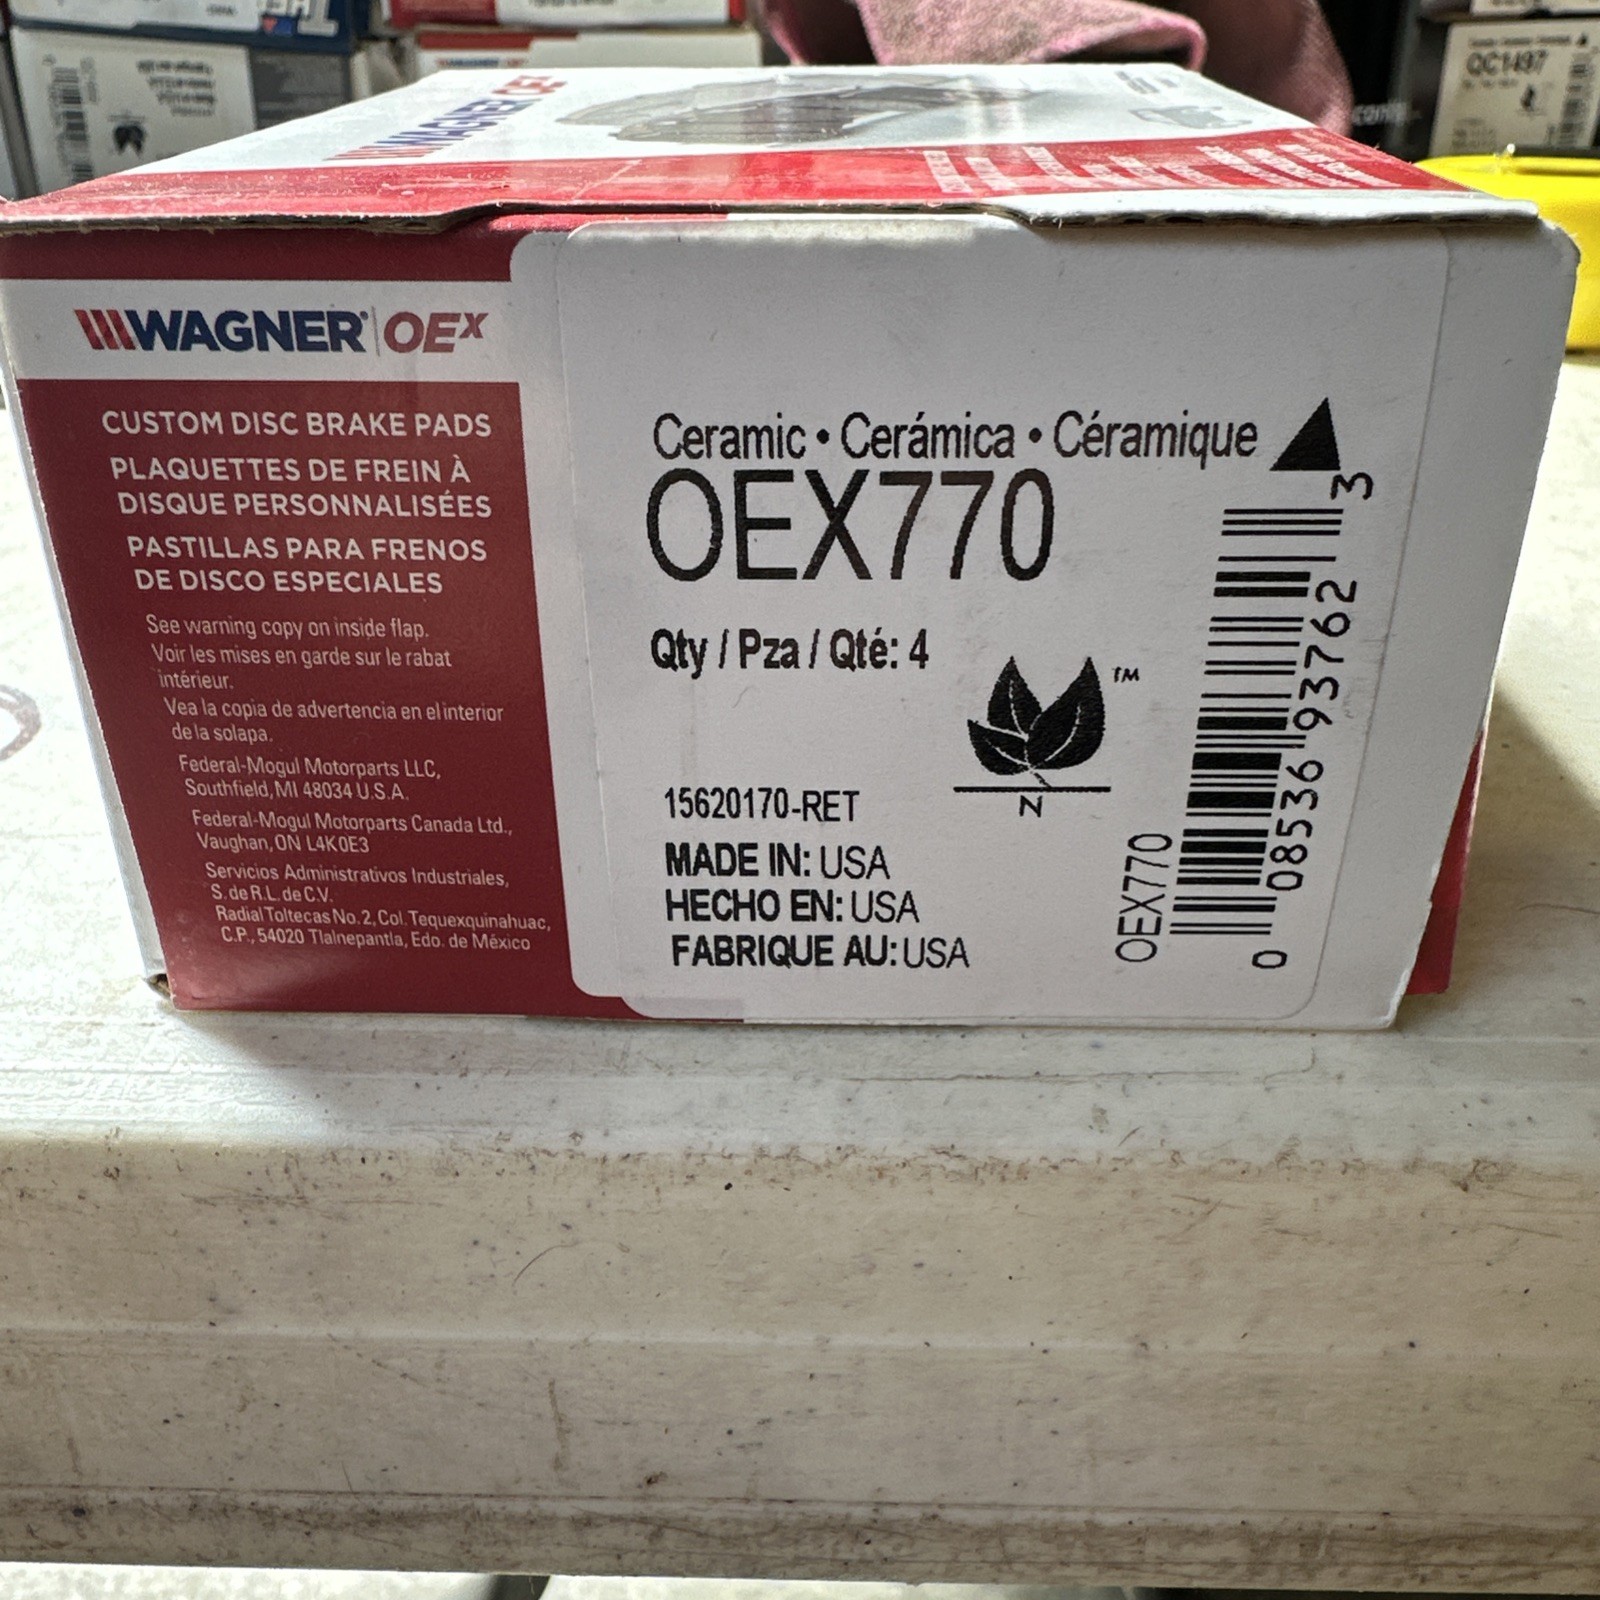 WAGNER OEX
WAGNER® OEX
CUSTOM DISC BRAKE PADS
PLAQUETTES DE FREIN À
DISQUE PERSONNALISÉES
PASTILLAS PARA FRENOS
DE DISCO ESPECIALES
See warning copy on inside flap.
Voir les mises en garde sur le rabat
intérieur.
Vea la copia de advertencia en el interior
de la solapa.
Federal-Mogul Motorparts LLC,
Southfield, MI 48034 U.S.A.
Federal-Mogul Motorparts Canada Ltd.,
Vaughan, ON L4K0E3
Servicios Administrativos Industriales,
S. de R.L. de C.V.
Radial Toltecas No. 2, Col. Tequexquinahuac,
C.P., 54020 Tlalnepantla, Edo. de México
Ceramic • Cerámica • Céramique
OEX770
Qty / Pza / Qté: 4
TM
N
15620170-RET
MADE IN: USA
HECHO EN: USA
FABRIQUE AU: USA
OEX770
0 08536 93762 3
QC1497